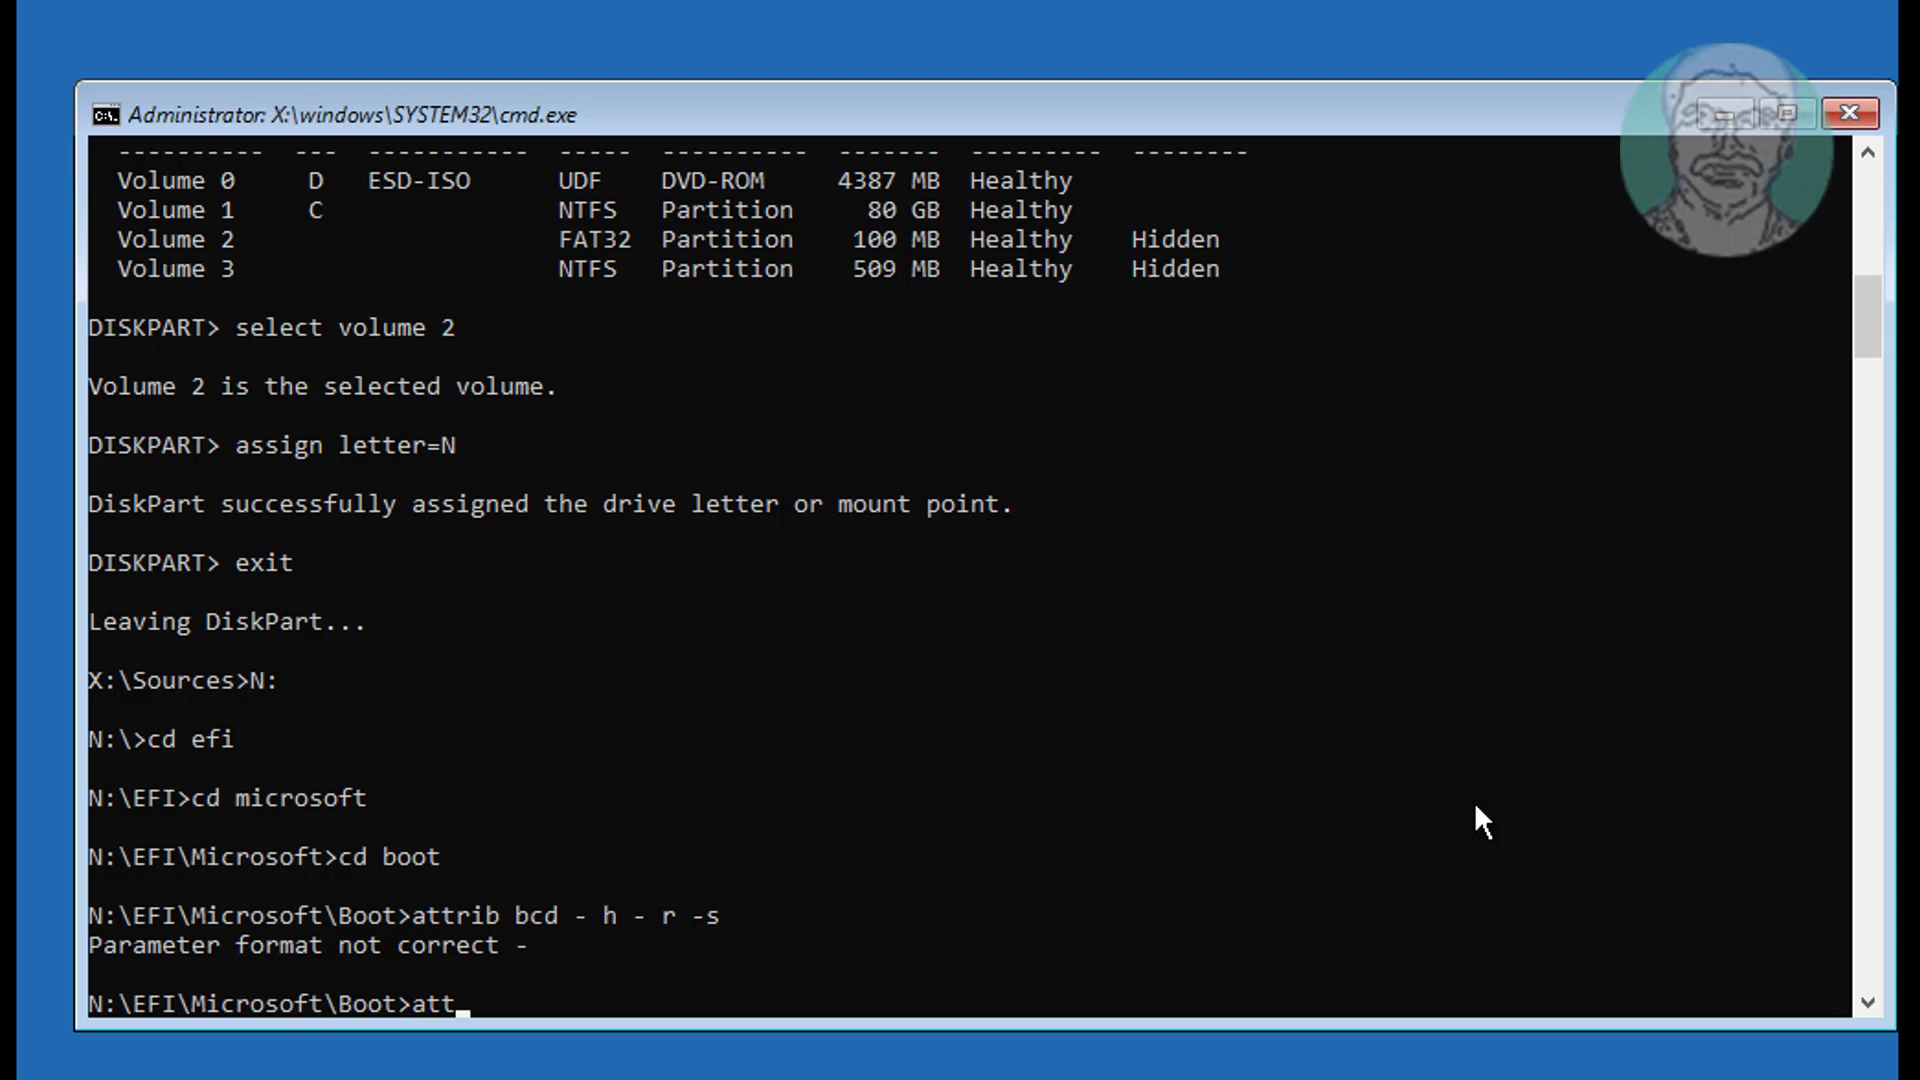 Administrator: X:\windows\SYSTEM32\cmd.exe
---------- --- ----------- ----- ---------- ------- --------- --------
Volume 0 D ESD-ISO UDF DVD-ROM 4387 MB Healthy
Volume 1 C NTFS Partition 80 GB Healthy
Volume 2 FAT32 Partition 100 MB Healthy Hidden
Volume 3 NTFS Partition 509 MB Healthy Hidden
DISKPART> select volume 2
Volume 2 is the selected volume.
DISKPART> assign letter=N
DiskPart successfully assigned the drive letter or mount point.
DISKPART> exit
Leaving DiskPart...
X:\Sources>N:
N:\>cd efi
N:\EFI>cd microsoft
N:\EFI\Microsoft>cd boot
N:\EFI\Microsoft\Boot>attrib bcd - h - r -s
Parameter format not correct -
N:\EFI\Microsoft\Boot>att